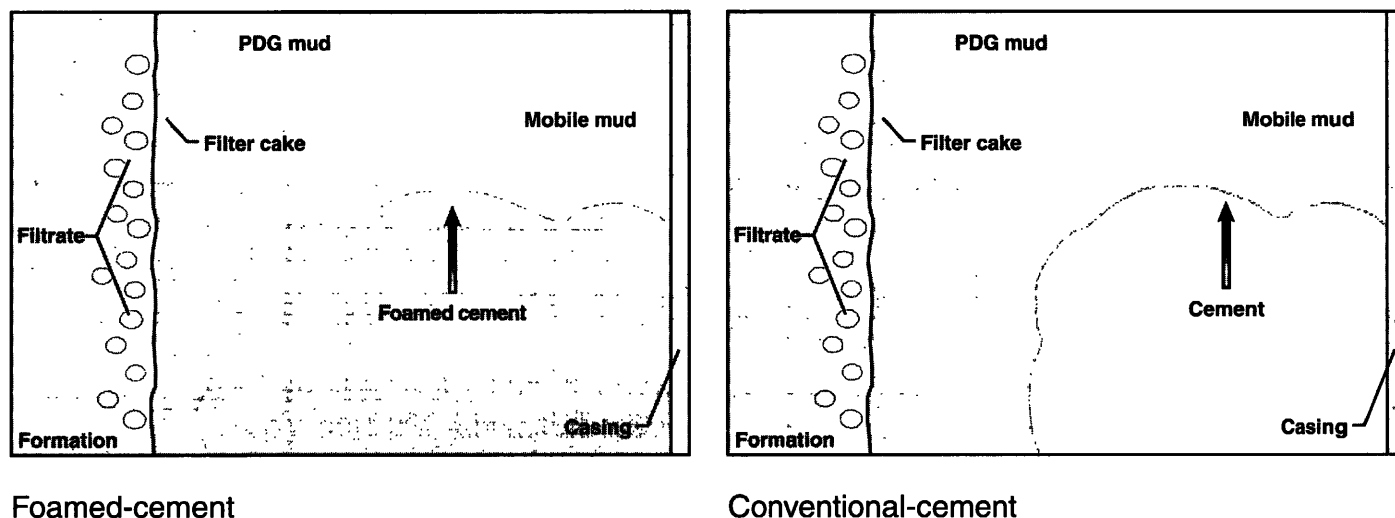 PDG mud
Mobile mud
Filter cake
Filtrate
Foamed cement
Casing
Formation
PDG mud
Mobile mud
Filter cake
Filtrate
Cement
Casing
Formation
Foamed-cement
Conventional-cement